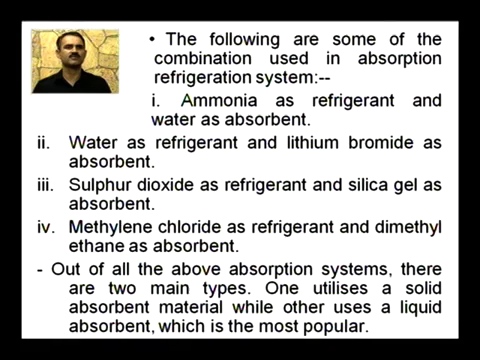 • The following are some of the
combination used in absorption
refrigeration system:--
i. Ammonia as refrigerant and
water as absorbent.
ii. Water as refrigerant and lithium bromide as
absorbent.
iii. Sulphur dioxide as refrigerant and silica gel as
absorbent.
iv. Methylene chloride as refrigerant and dimethyl
ethane as absorbent.
- Out of all the above absorption systems, there
are two main types. One utilises a solid
absorbent material while other uses a liquid
absorbent, which is the most popular.